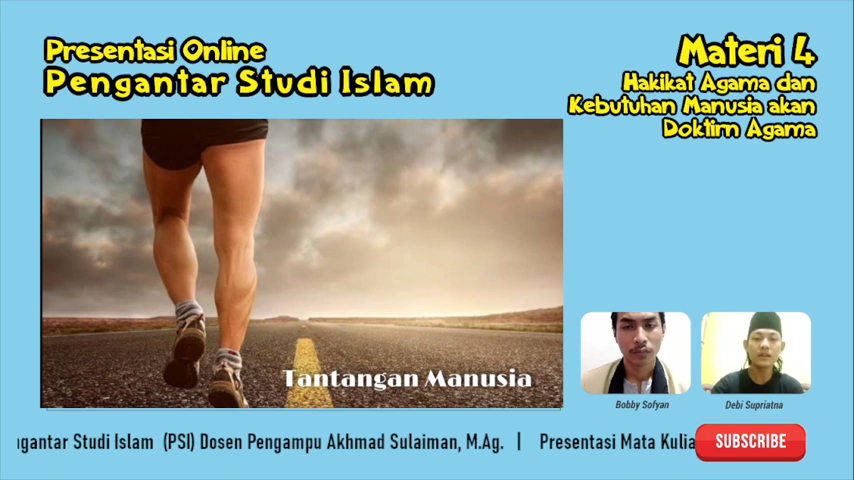 Presentasi Online
Pengantar Studi Islam
Materi 4
Hakikat Agama dan
Kebutuhan Manusia akan
Doktirn Agama
Tantangan Manusia
Bobby Sofyan
Debi Supriatna
ngantar Studi Islam (PSI) Dosen Pengampu Akhmad Sulaiman, M.Ag. | Presentasi Mata Kulia
SUBSCRIBE